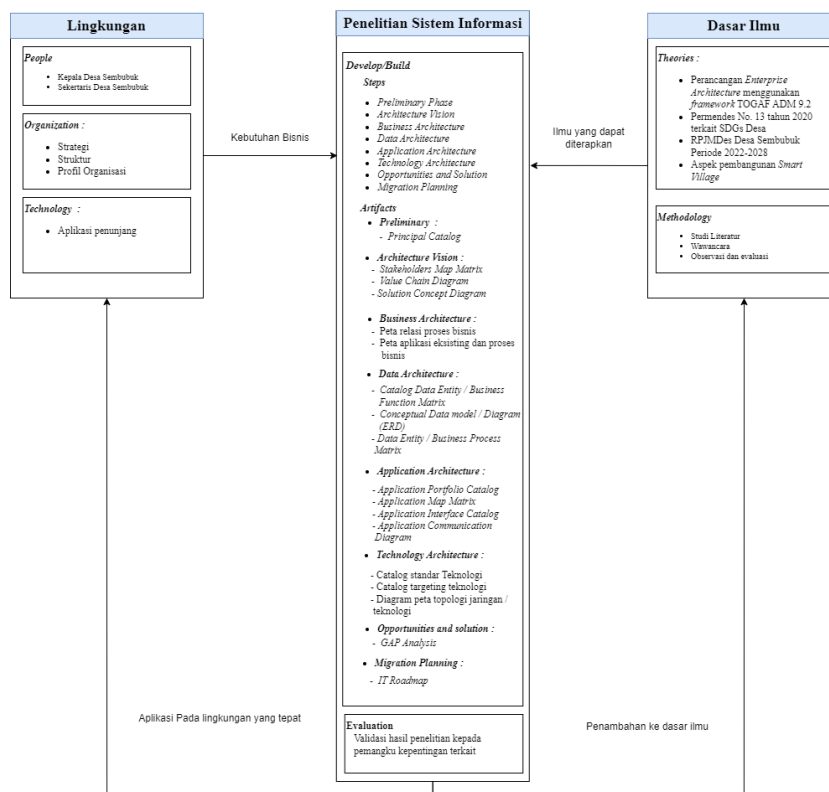 Lingkungan
People
Kepala Desa Sembubuk
Sekertaris Desa Sembubuk
Organization :
Strategi
Struktur
Profil Organisasi
Technology :
Aplikasi penunjang
Kebutuhan Bisnis
Penelitian Sistem Informasi
Develop/Build
Steps
Preliminary Phase
Architecture Vision
Business Architecture
Data Architecture
Application Architecture
Technology Architecture
Opportunities and Solution
Migration Planning
Artifacts
Preliminary :
- Principal Catalog
Architecture Vision :
- Stakeholders Map Matrix
- Value Chain Diagram
- Solution Concept Diagram
Business Architecture :
- Peta relasi proses bisnis
- Peta aplikasi eksisting dan proses
bisnis
Data Architecture :
- Catalog Data Entity / Business
Function Matrix
- Conceptual Data model / Diagram
(ERD)
- Data Entity / Business Process
Matrix
Application Architecture :
- Application Portfolio Catalog
- Application Map Matrix
- Application Interface Catalog
- Application Communication
Diagram
Technology Architecture :
- Catalog standar Teknologi
- Catalog targeting teknologi
- Diagram peta topologi jaringan /
teknologi
Opportunities and solution :
- GAP Analysis
Migration Planning :
- IT Roadmap
Evaluation
Validasi hasil penelitian kepada
pemangku kepentingan terkait
Ilmu yang dapat
diterapkan
Dasar Ilmu
Theories :
Perancangan Enterprise
Architecture menggunakan
framework TOGAF ADM 9.2
Permendes No. 13 tahun 2020
terkait SDGs Desa
RPJMDes Desa Sembubuk
Periode 2022-2028
Aspek pembangunan Smart
Village
Methodology
Studi Literatur
Wawancara
Observasi dan evaluasi
Aplikasi Pada lingkungan yang tepat
Penambahan ke dasar ilmu